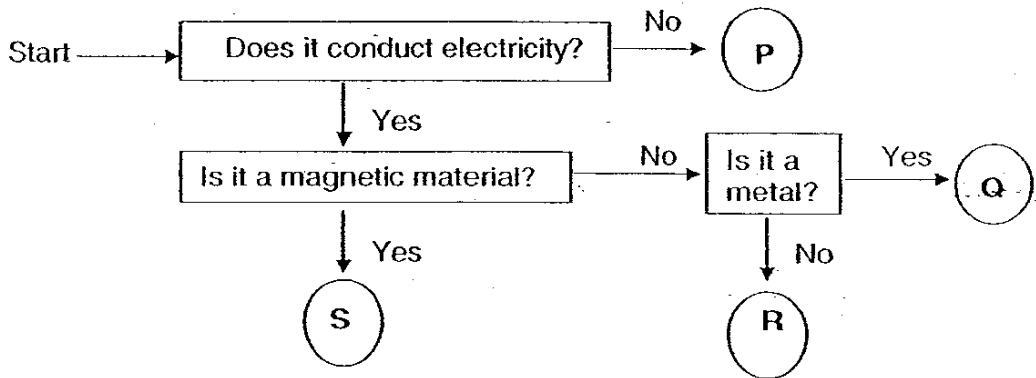 Start
Does it conduct electricity?
No
P
Yes
Is it a magnetic material?
No
Is it a
metal?
Yes
Q
Yes
No
S
R